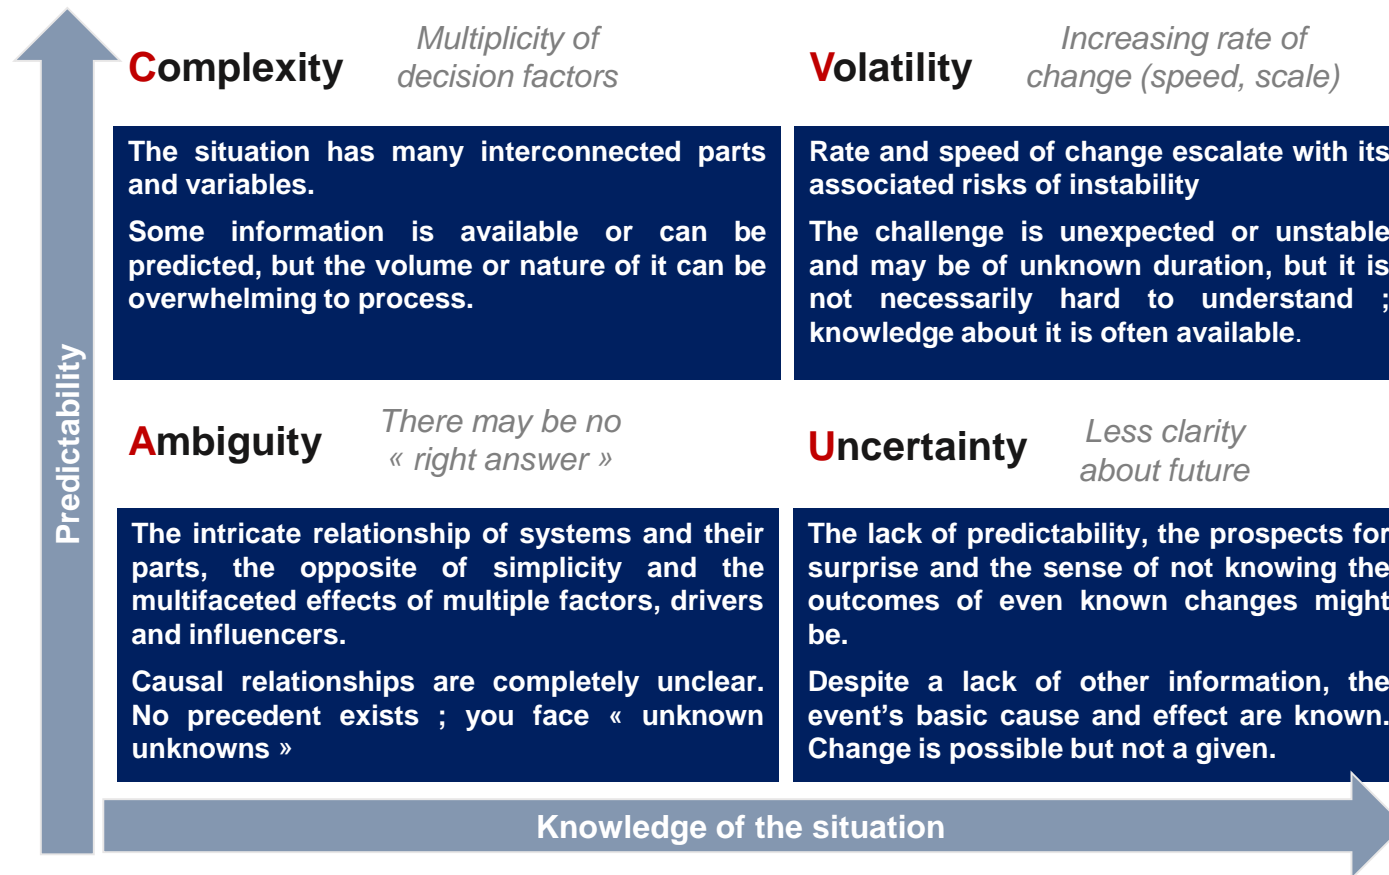 Complexity
Multiplicity of
decision factors
The situation has many interconnected parts
and variables.
Some information is available or can be
predicted, but the volume or nature of it can be
overwhelming to process.
Volatility
Increasing rate of
change (speed, scale)
Rate and speed of change escalate with its
associated risks of instability
The challenge is unexpected or unstable
and may be of unknown duration, but it is
not necessarily hard to understand ;
knowledge about it is often available.
Predictability
Ambiguity
There may be no
« right answer »
The intricate relationship of systems and their
parts, the opposite of simplicity and the
multifaceted effects of multiple factors, drivers
and influencers.
Causal relationships are completely unclear.
No precedent exists ; you face « unknown
unknowns »
Uncertainty
Less clarity
about future
The lack of predictability, the prospects for
surprise and the sense of not knowing the
outcomes of even known changes might
be.
Despite a lack of other information, the
event's basic cause and effect are known.
Change is possible but not a given.
Knowledge of the situation